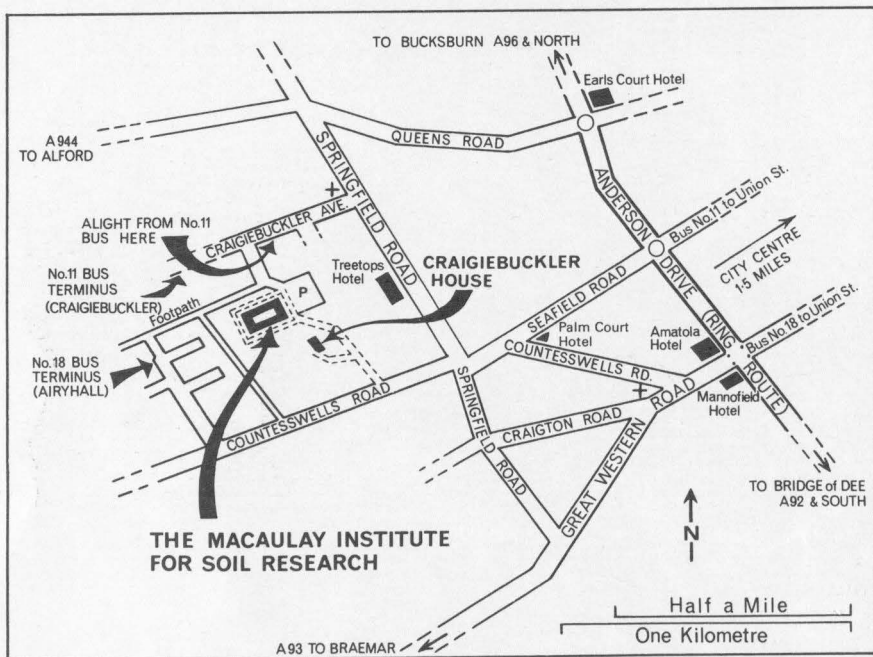 TO BUCKSBURN A96 & NORTH
Earls Court Hotel
A944
TO ALFORD
SPRINGFIELD ROAD
QUEENS ROAD
ANDERSON DRIVE (RING ROUTE)
Bus No.11 to Union St.
ALIGHT FROM No.11
BUS HERE
CRAIGIEBUCKLER AVE.
No.11 BUS
TERMINUS
(CRAIGIEBUCKLER)
Footpath
P
Treetops
Hotel
CRAIGIEBUCKLER
HOUSE
SEAFIELD ROAD
CITY CENTRE
1·5 MILES
Bus No.18 to Union St.
Palm Court
Hotel
COUNTESSWELLS RD.
Amatola
Hotel
Mannofield
Hotel
No.18 BUS
TERMINUS
(AIRYHALL)
COUNTESSWELLS ROAD
SPRINGFIELD ROAD
CRAIGTON ROAD
GREAT WESTERN ROAD
TO BRIDGE of DEE
A92 & SOUTH
THE MACAULAY INSTITUTE
FOR SOIL RESEARCH
N
Half a Mile
One Kilometre
A93 TO BRAEMAR